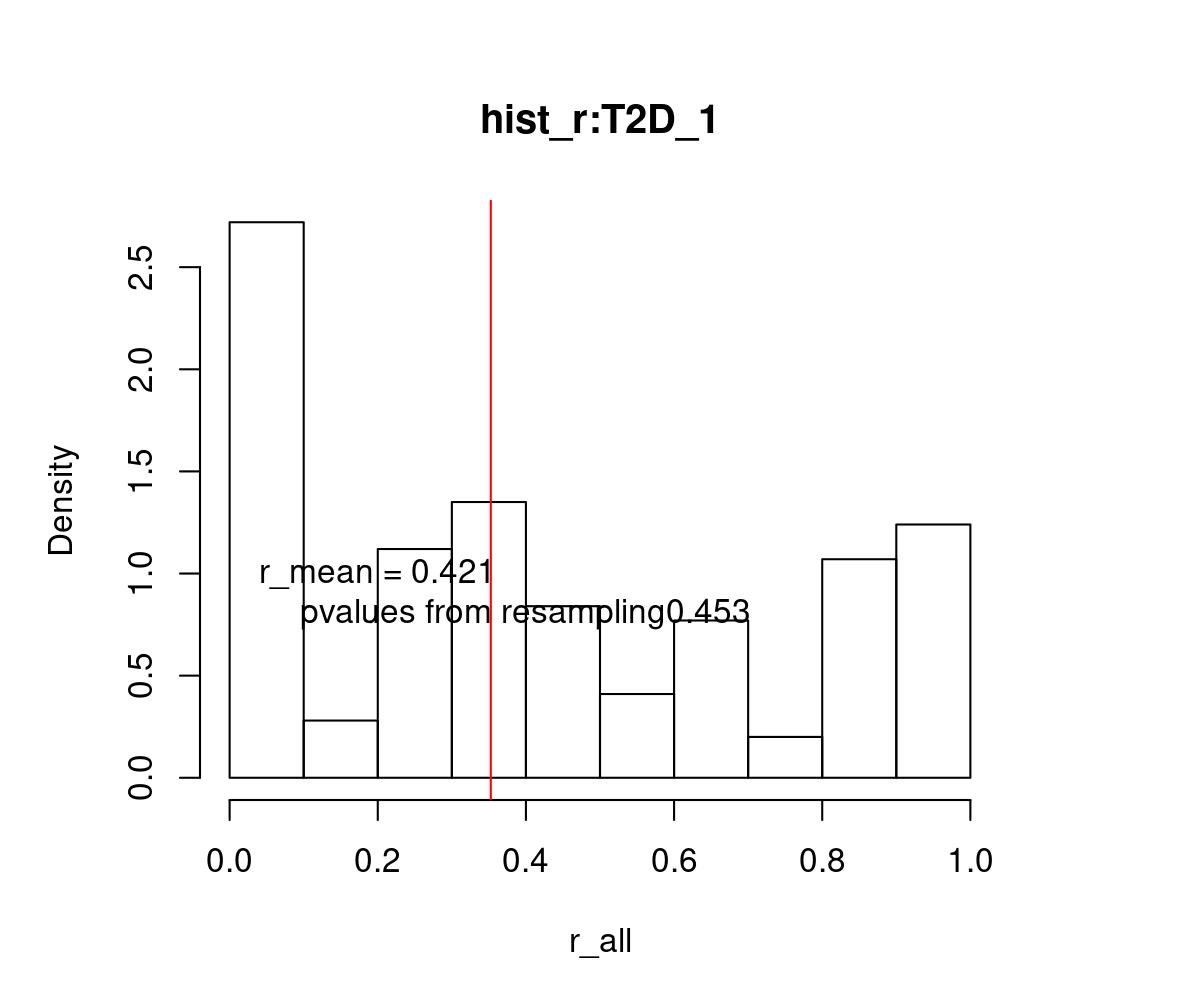 hist_r:T2D_1
Density
2.5
2.0
1.5
1.0
0.5
0.0
r_mean = 0.421
pvalues from resampling0.453
0.0 0.2 0.4 0.6 0.8 1.0
r_all